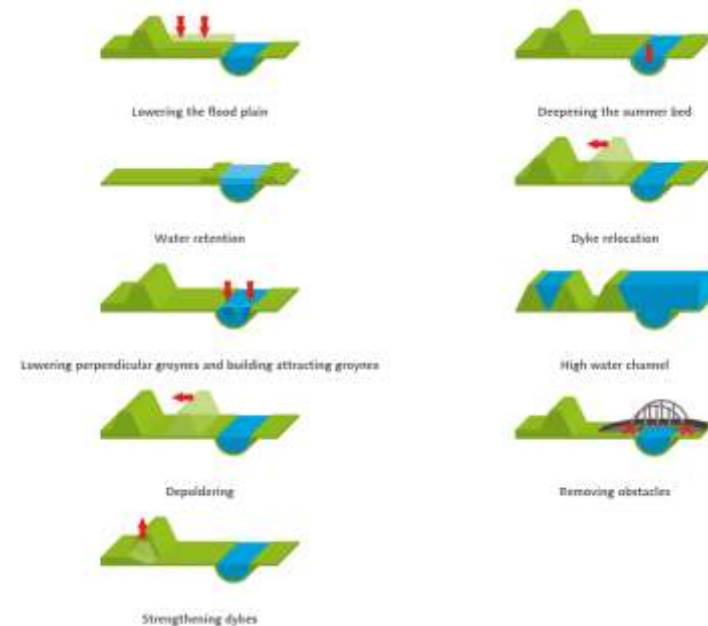 Lowering the flood plain
Deepening the summer bed
Water retention
Dyke relocation
Lowering perpendicular groynes and building attracting groynes
High water channel
Depoldering
Removing obstacles
Strengthening dykes